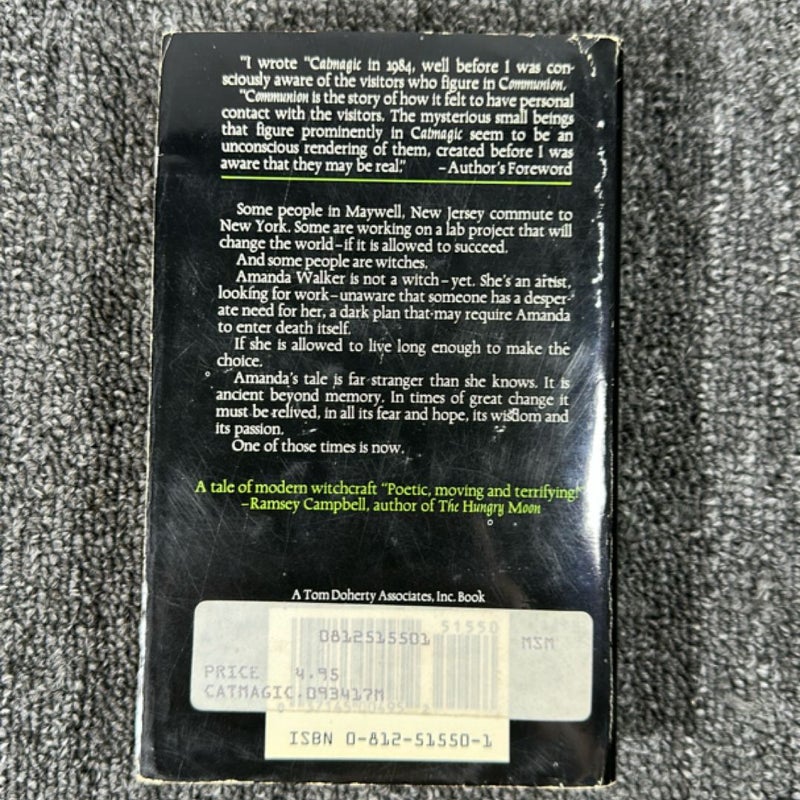 "I wrote "Catmagic in 1984, well before I was con-
sciously aware of the visitors who figure in Communion.
"Communion is the story of how it felt to have personal
contact with the visitors. The mysterious small beings
that figure prominently in Catmagic seem to be an
unconscious rendering of them, created before I was
aware that they may be real." –Author's Foreword
Some people in Maywell, New Jersey commute to
New York. Some are working on a lab project that will
change the world–if it is allowed to succeed.
And some people are witches.
Amanda Walker is not a witch–yet. She's an artist,
looking for work–unaware that someone has a desper-
ate need for her, a dark plan that may require Amanda
to enter death itself.
If she is allowed to live long enough to make the
choice.
Amanda's tale is far stranger than she knows. It is
ancient beyond memory. In times of great change it
must be relived, in all its fear and hope, its wisdom and
its passion.
One of those times is now.
A tale of modern witchcraft "Poetic, moving and terrifying!"
–Ramsey Campbell, author of The Hungry Moon
A Tom Doherty Associates, Inc. Book
51550
0812515501 MSM
PRICE 4.95
CATMAGIC.093417M
ISBN 0-812-51550-1